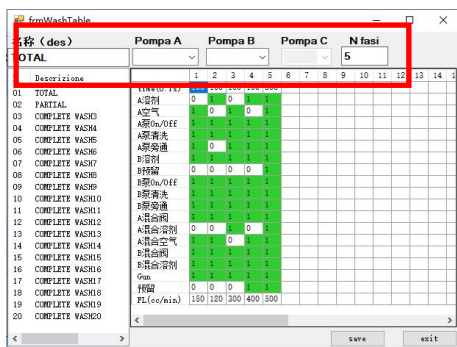 frmWashTable
名称（des） Pompa A Pompa B Pompa C N fasi
TOTAL 5
Descrizione
01 TOTAL
02 PARTIAL
03 COMPLETE WASH3
04 COMPLETE WASH4
05 COMPLETE WASH5
06 COMPLETE WASH6
07 COMPLETE WASH7
08 COMPLETE WASH8
09 COMPLETE WASH9
10 COMPLETE WASH10
11 COMPLETE WASH11
12 COMPLETE WASH12
13 COMPLETE WASH13
14 COMPLETE WASH14
15 COMPLETE WASH15
16 COMPLETE WASH16
17 COMPLETE WASH17
18 COMPLETE WASH18
19 COMPLETE WASH19
20 COMPLETE WASH20
1 2 3 4 5 6 7 8 9 10 11 12 13 14 1
time(0.1s)
A溶剂 0 1 0 1 1
A空气 1 0 1 0 1
A泵On/Off 1 1 1 1 1
A泵清洗 1 1 1 1 1
A泵旁通 1 0 1 1 1
B溶剂 1 1 1 1 1
B预留 0 0 0 0 1
B泵On/Off 1 1 1 1 1
B泵清洗 1 1 1 1 1
B泵旁通 1 1 1 1 1
A混合阀 1 1 1 1 1
A混合溶剂 0 0 1 0 1
A混合空气 1 1 0 1 1
B混合阀 1 1 1 1 1
B混合溶剂 1 1 1 1 1
Gun 1 1 1 1 1
预留 0 0 0 1 1
FL(cc/min) 150 120 300 400 500
save exit